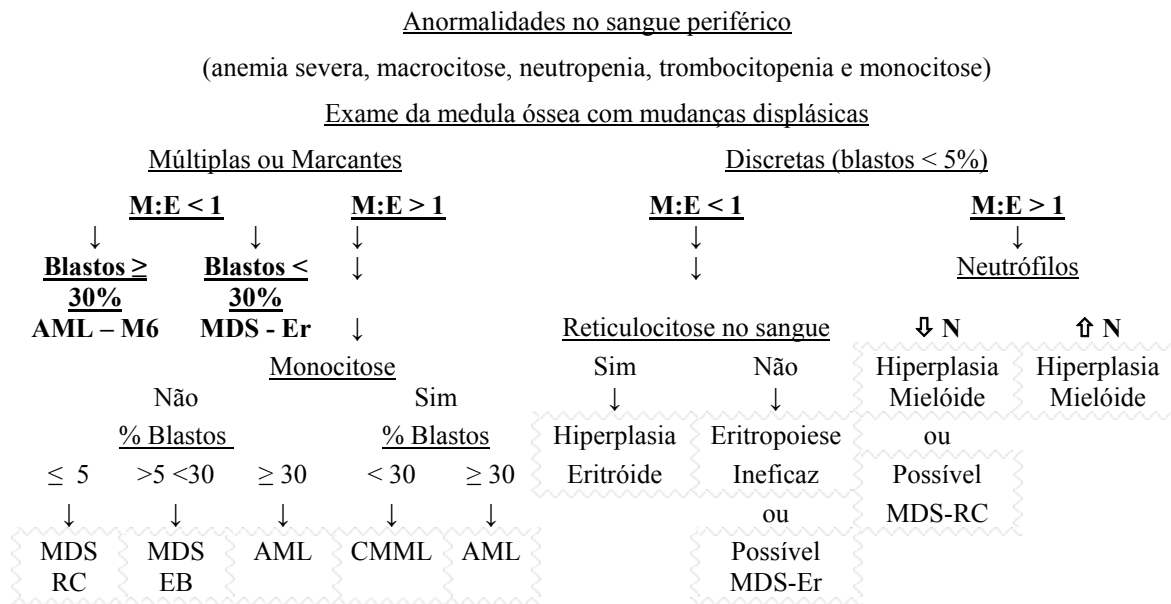 Anormalidades no sangue periférico
(anemia severa, macrocitose, neutropenia, trombocitopenia e monocitose)
Exame da medula óssea com mudanças displásicas
Múltiplas ou Marcantes Discretas (blastos < 5%)
M:E < 1 M:E > 1 M:E < 1 M:E > 1
↓ ↓ ↓ ↓ ↓
Blastos ≥ Blastos < ↓ ↓ Neutrófilos
30% 30%
AML – M6 MDS - Er ↓ Reticulocitose no sangue ⇩ N ⇧ N
Monocitose Sim Não Hiperplasia Hiperplasia
Não Sim ↓ ↓ Mielóide Mielóide
% Blastos % Blastos Hiperplasia Eritropoiese ou
≤ 5 >5 <30 ≥ 30 < 30 ≥ 30 Eritróide Ineficaz Possível
↓ ↓ ↓ ↓ ↓ ou MDS-RC
MDS MDS AML CMML AML Possível
RC EB MDS-Er